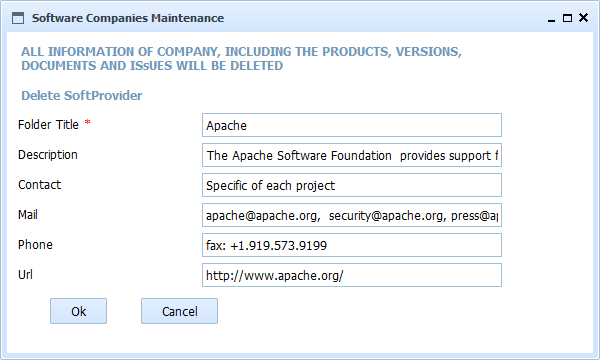 Software Companies Maintenance
ALL INFORMATION OF COMPANY, INCLUDING THE PRODUCTS, VERSIONS,
DOCUMENTS AND ISsUES WILL BE DELETED
Delete SoftProvider
Folder Title * Apache
Description The Apache Software Foundation provides support f
Contact Specific of each project
Mail apache@apache.org, security@apache.org, press@ap
Phone fax: +1.919.573.9199
Url http://www.apache.org/
Ok Cancel